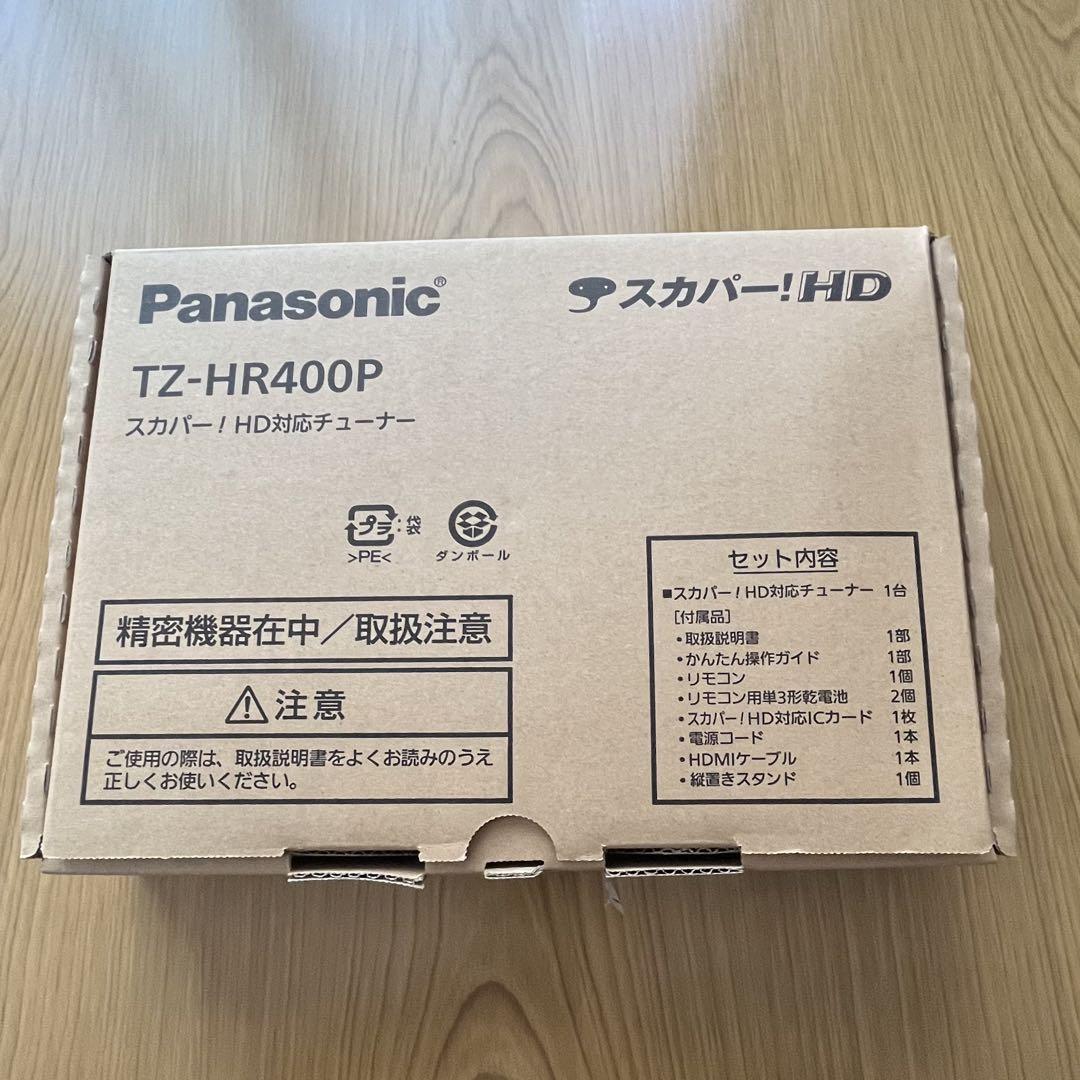 Panasonic®
スカパー!HD
TZ-HR400P
スカパー!HD対応チューナー
プラ:袋
>PE<
ダンボール
精密機器在中/取扱注意
注意
ご使用の際は、取扱説明書をよくお読みのうえ
正しくお使いください。
セット内容
■スカパー!HD対応チューナー 1台
[付属品]
・取扱説明書 1部
・かんたん操作ガイド 1部
・リモコン 1個
・リモコン用単3形乾電池 2個
・スカパー!HD対応ICカード 1枚
・電源コード 1本
・HDMIケーブル 1本
・縦置きスタンド 1個